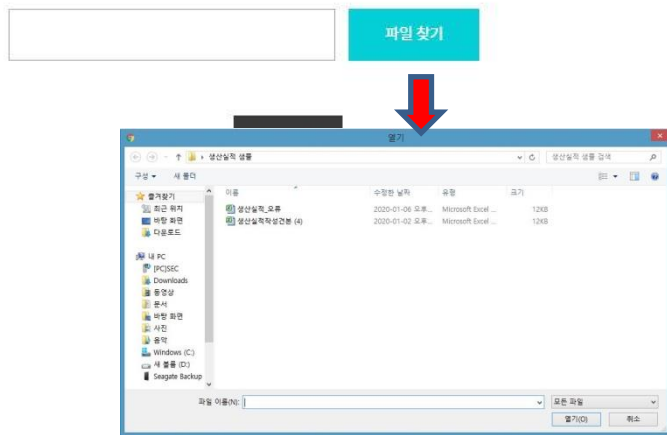 파일 찾기
열기
생산실적 샘플
생산실적 샘플 검색
구성 새 폴더
이름 수정한 날짜 유형 크기
생산실적_오류 2020-01-06 오후... Microsoft Excel ... 12KB
생산실적작성견본 (4) 2020-01-02 오후... Microsoft Excel ... 12KB
즐겨찾기
최근 위치
바탕 화면
다운로드
내 PC
[PC]SEC
Downloads
동영상
문서
바탕 화면
사진
음악
Windows (C:)
새 볼륨 (D:)
Seagate Backup
파일 이름(N):
모든 파일
열기(O) 취소